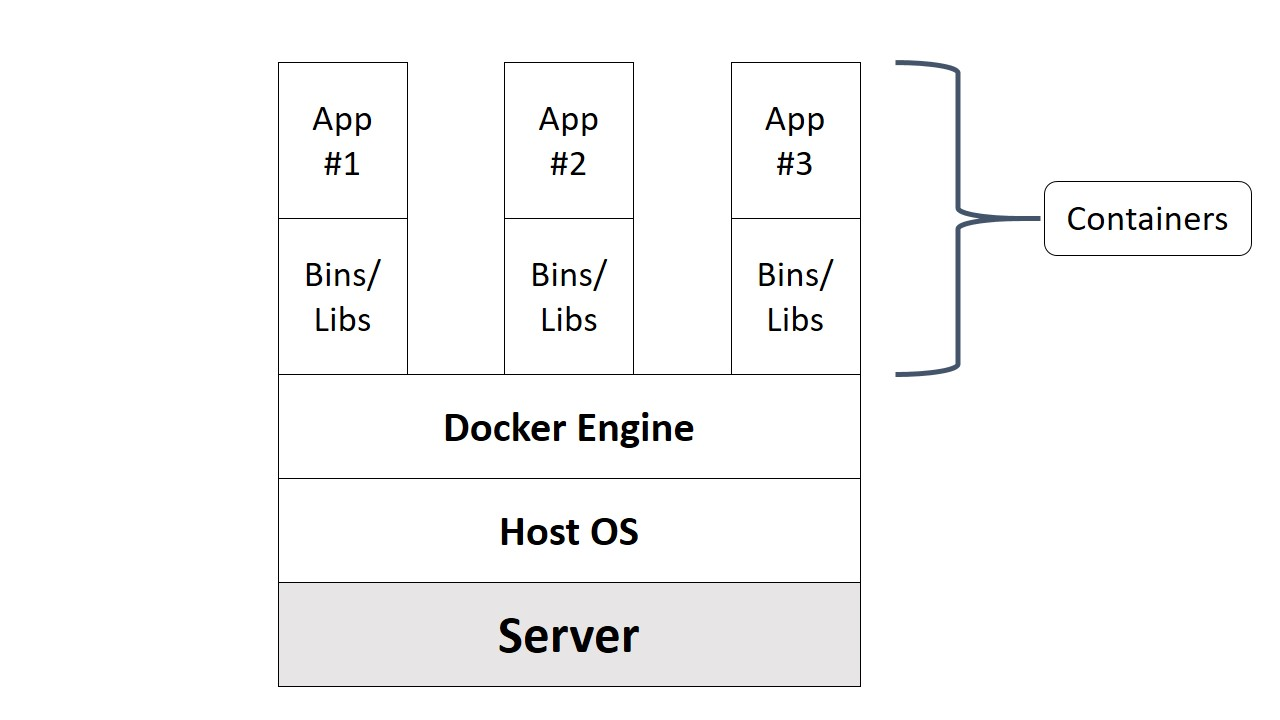 App
#1
App
#2
App
#3
Containers
Bins/
Libs
Bins/
Libs
Bins/
Libs
Docker Engine
Host OS
Server